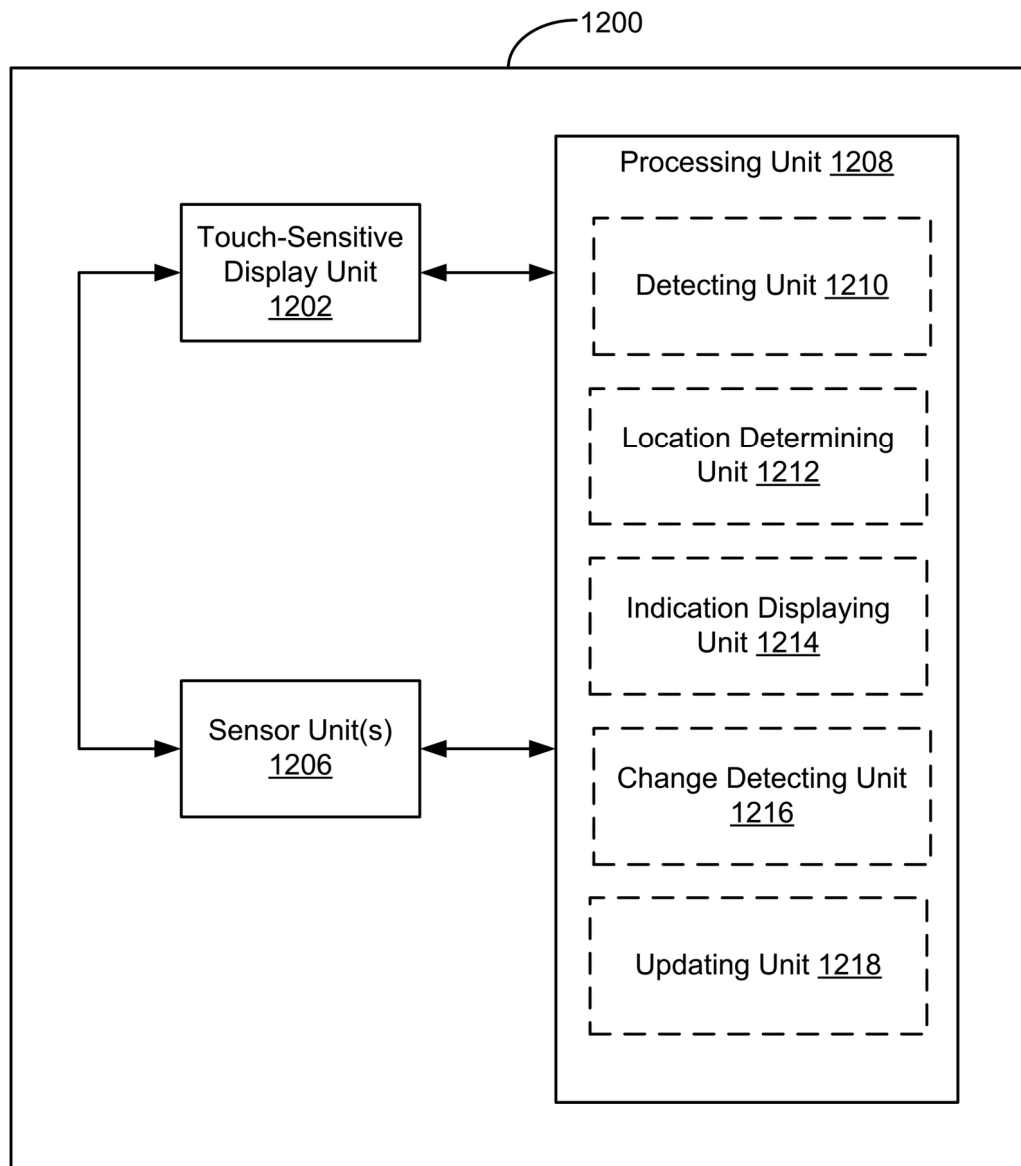 1200
Processing Unit 1208
Touch-Sensitive
Display Unit
1202
Detecting Unit 1210
Location Determining
Unit 1212
Indication Displaying
Unit 1214
Sensor Unit(s)
1206
Change Detecting Unit
1216
Updating Unit 1218